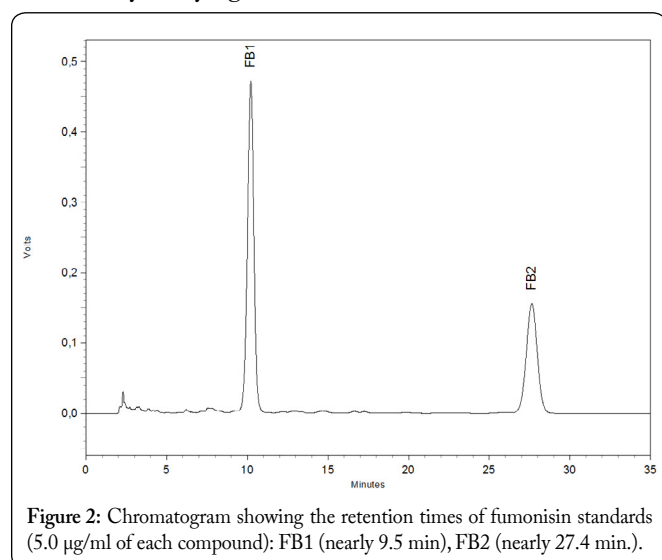 FB1
FB2
0,5
0,4
0,3
0,2
0,1
0,0
Volts
0 5 10 15 20 25 30 35
Minutes
Figure 2: Chromatogram showing the retention times of fumonisin standards
(5.0 µg/ml of each compound): FB1 (nearly 9.5 min), FB2 (nearly 27.4 min.).